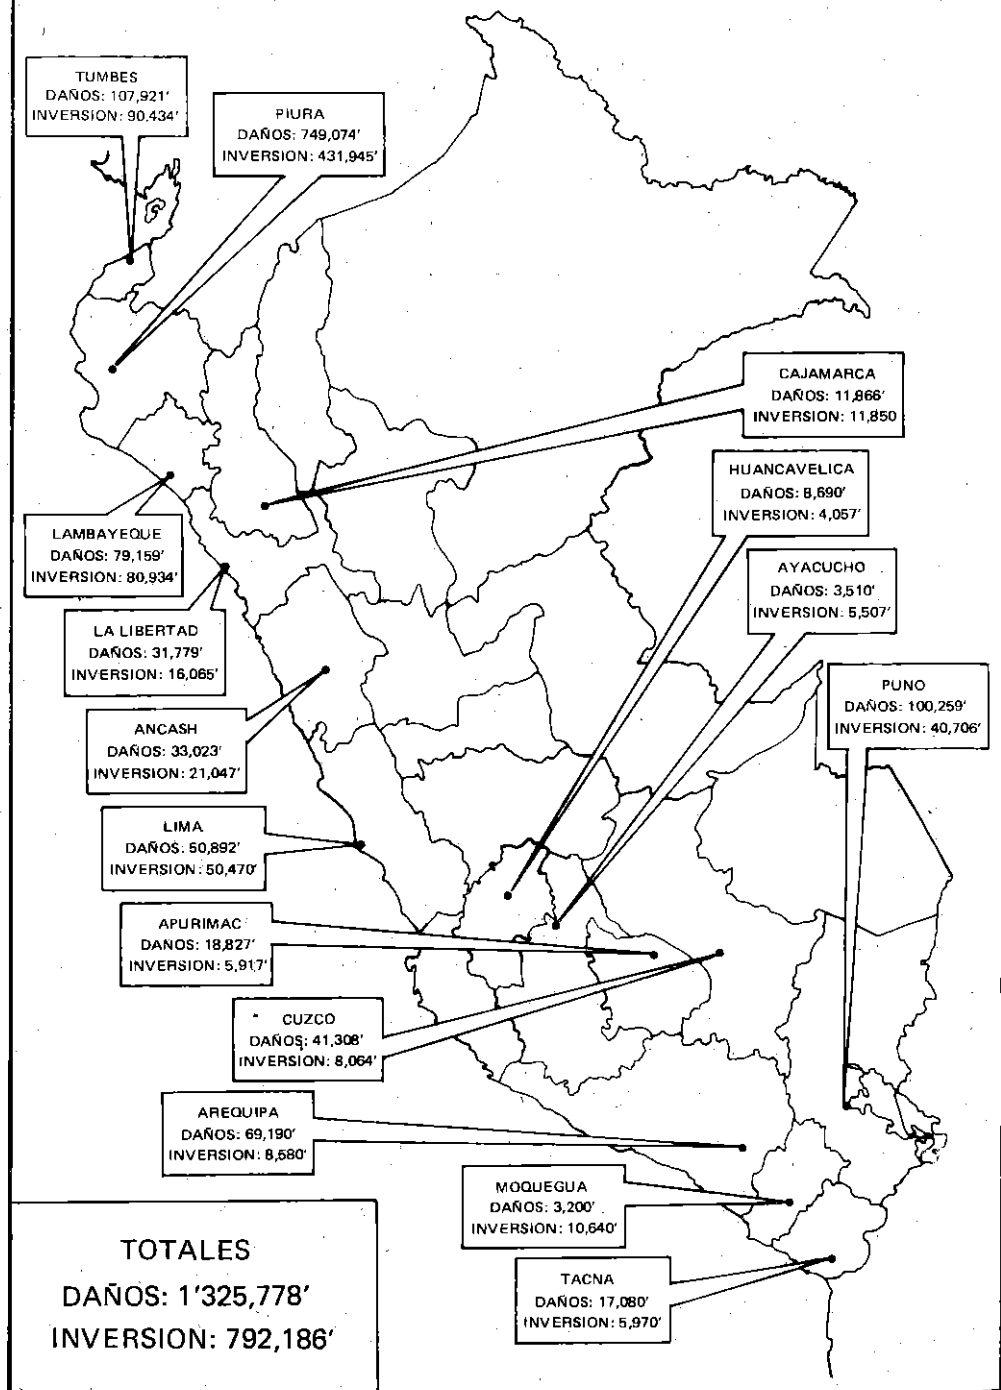 TUMBES
DAÑOS: 107,921'
INVERSION: 90,434'
PIURA
DAÑOS: 749,074'
INVERSION: 431,945'
CAJAMARCA
DAÑOS: 11,866'
INVERSION: 11,850
HUANCAVELICA
DAÑOS: 8,690'
INVERSION: 4,057'
LAMBAYEQUE
DAÑOS: 79,159'
INVERSION: 80,934'
AYACUCHO
DAÑOS: 3,510'
INVERSION: 5,507'
LA LIBERTAD
DAÑOS: 31,779'
INVERSION: 16,065'
PUNO
DAÑOS: 100,259'
INVERSION: 40,706'
ANCASH
DAÑOS: 33,023'
INVERSION: 21,047'
LIMA
DAÑOS: 50,892'
INVERSION: 50,470'
APURIMAC
DANOS: 18,827'
INVERSION: 5,917'
CUZCO
DAÑOS: 41,308'
INVERSION: 8,064'
AREQUIPA
DAÑOS: 69,190'
INVERSION: 8,580'
MOQUEGUA
DAÑOS: 3,200'
INVERSION: 10,640'
TACNA
DAÑOS: 17,080'
INVERSION: 5,970'
TOTALES
DAÑOS: 1'325,778'
INVERSION: 792,186'